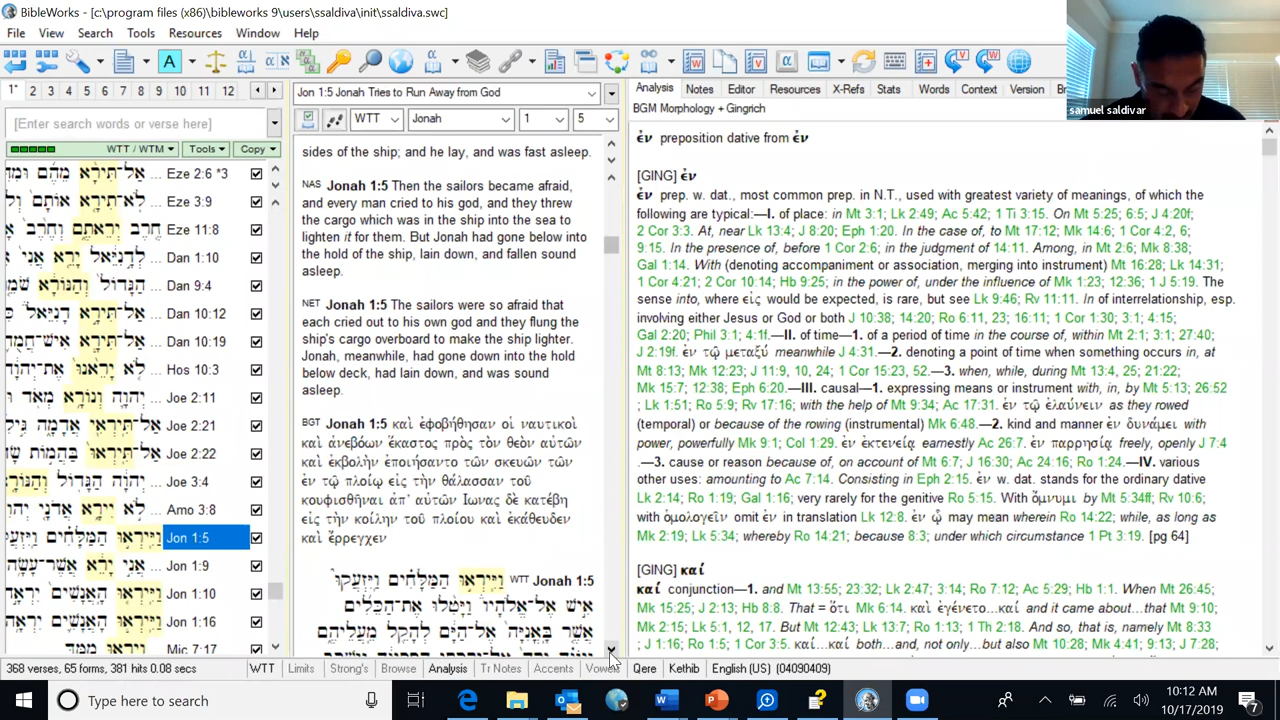 BibleWorks - [c:\program files (x86)\bibleworks 9\users\ssaldiva\init\ssaldiva.swc]
File View Search Tools Resources Window Help
1* 2 3 4 5 6 7 8 9 10 11 12
[Enter search words or verse here]
WTT / WTM Tools Copy
אַל־תִּירָ֨א מֵהֶ֜ם וּמִ ... Eze 2:6 *3
לֹֽא־תִירָ֤א אוֹתָם֙ וְל ... Eze 3:9
חֶ֖רֶב יְרֵאתֶ֑ם וְחֶ֙רֶב ... Eze 11:8
לְדָ֣נִיֵּ֔אל יָרֵ֤א אֲנִי֙ ... Dan 1:10
הַגָּד֤וֹל וְהַנּוֹרָא֙ שֹׁמֵ ... Dan 9:4
אַל־תִּירָ֣א דָנִיֵּאל֒ כּ ... Dan 10:12
אַל־תִּירָ֧א אִישׁ־חֲמֻד ... Dan 10:19
לֹ֤א יָרֵ֙אנוּ֙ אֶת־יְהוָ ... Hos 10:3
יְהוָ֛ה וְנוֹרָ֥א מְאֹ֖ד ו ... Joe 2:11
אַל־תִּֽירְאִ֖י אֲדָמָ֑ה גִּיל ... Joe 2:21
אַל־תִּֽירְאוּ֙ בַּהֲמ֣וֹת שָׂ ... Joe 2:22
יְהוָ֔ה הַגָּד֖וֹל וְהַנּוֹרָ ... Joe 3:4
לֹ֣א יִירָ֑א אֲדֹנָ֤י יְה ... Amo 3:8
וַיִּֽירְא֣וּ הַמַּלָּחִ֗ים וַֽיִּזְעֲק ... Jon 1:5
אֲנִ֣י יָרֵ֔א אֲשֶׁר־עָשָׂ֥ה ... Jon 1:9
וַיִּֽירְא֤וּ הָֽאֲנָשִׁים֙ יִרְאָ ... Jon 1:10
וַיִּֽירְא֧וּ הָאֲנָשִׁ֛ים יִרְאָ ... Jon 1:16
Mic 7:17
368 verses, 65 forms, 381 hits 0.08 secs
Jon 1:5 Jonah Tries to Run Away from God
WTT Jonah 1 5
sides of the ship; and he lay, and was fast asleep.
NAS Jonah 1:5 Then the sailors became afraid,
and every man cried to his god, and they threw
the cargo which was in the ship into the sea to
lighten it for them. But Jonah had gone below into
the hold of the ship, lain down, and fallen sound
asleep.
NET Jonah 1:5 The sailors were so afraid that
each cried out to his own god and they flung the
ship's cargo overboard to make the ship lighter.
Jonah, meanwhile, had gone down into the hold
below deck, had lain down, and was sound
asleep.
BGT Jonah 1:5 καὶ ἐφοβήθησαν οἱ ναυτικοὶ
καὶ ἀνεβόων ἕκαστος πρὸς τὸν θεὸν αὐτῶν
καὶ ἐκβολὴν ἐποιήσαντο τῶν σκευῶν τῶν
ἐν τῷ πλοίῳ εἰς τὴν θάλασσαν τοῦ
κουφισθῆναι ἀπ᾽ αὐτῶν Ιωνας δὲ κατέβη
εἰς τὴν κοίλην τοῦ πλοίου καὶ ἐκάθευδεν
καὶ ἔρρεγχεν
WTT Jonah 1:5 וַיִּֽירְא֣וּ הַמַּלָּחִ֗ים וַֽיִּזְעֲקוּ֮
אִ֣ישׁ אֶל־אֱלֹהָיו֒ וַיָּטִ֨לוּ אֶת־הַכֵּלִ֜ים
אֲשֶׁ֤ר בָּֽאֳנִיָּה֙ אֶל־הַיָּ֔ם לְהָקֵ֖ל מֵֽעֲלֵיהֶ֑ם
WTT Limits Strong's Browse Analysis Tr Notes Accents Vowels Qere Kethib English (US) (04090409)
Analysis Notes Editor Resources X-Refs Stats Words Context Version Br
BGM Morphology + Gingrich
ἐν preposition dative from ἐν
[GING] ἐν
ἐν prep. w. dat., most common prep. in N.T., used with greatest variety of meanings, of which the
following are typical:—I. of place: in Mt 3:1; Lk 2:49; Ac 5:42; 1 Ti 3:15. On Mt 5:25; 6:5; J 4:20f;
2 Cor 3:3. At, near Lk 13:4; J 8:20; Eph 1:20. In the case of, to Mt 17:12; Mk 14:6; 1 Cor 4:2, 6;
9:15. In the presence of, before 1 Cor 2:6; in the judgment of 14:11. Among, in Mt 2:6; Mk 8:38;
Gal 1:14. With (denoting accompaniment or association, merging into instrument) Mt 16:28; Lk 14:31;
1 Cor 4:21; 2 Cor 10:14; Hb 9:25; in the power of, under the influence of Mk 1:23; 12:36; 1 J 5:19. The
sense into, where εἰς would be expected, is rare, but see Lk 9:46; Rv 11:11. In of interrelationship, esp.
involving either Jesus or God or both J 10:38; 14:20; Ro 6:11, 23; 16:11; 1 Cor 1:30; 3:1; 4:15;
Gal 2:20; Phil 3:1; 4:1f.—II. of time—1. of a period of time in the course of, within Mt 2:1; 3:1; 27:40;
J 2:19f. ἐν τῷ μεταξύ meanwhile J 4:31.—2. denoting a point of time when something occurs in, at
Mt 8:13; Mk 12:23; J 11:9, 10, 24; 1 Cor 15:23, 52.—3. when, while, during Mt 13:4, 25; 21:22;
Mk 15:7; 12:38; Eph 6:20.—III. causal—1. expressing means or instrument with, in, by Mt 5:13; 26:52
; Lk 1:51; Ro 5:9; Rv 17:16; with the help of Mt 9:34; Ac 17:31. ἐν τῷ ἐλαύνειν as they rowed
(temporal) or because of the rowing (instrumental) Mk 6:48.—2. kind and manner ἐν δυνάμει with
power, powerfully Mk 9:1; Col 1:29. ἐν ἐκτενείᾳ earnestly Ac 26:7. ἐν παρρησίᾳ freely, openly J 7:4
.—3. cause or reason because of, on account of Mt 6:7; J 16:30; Ac 24:16; Ro 1:24.—IV. various
other uses: amounting to Ac 7:14. Consisting in Eph 2:15. ἐν w. dat. stands for the ordinary dative
Lk 2:14; Ro 1:19; Gal 1:16; very rarely for the genitive Ro 5:15. With ὄμνυμι by Mt 5:34ff; Rv 10:6;
with ὁμολογεῖν omit ἐν in translation Lk 12:8. ἐν ᾧ may mean wherein Ro 14:22; while, as long as
Mk 2:19; Lk 5:34; whereby Ro 14:21; because 8:3; under which circumstance 1 Pt 3:19. [pg 64]
[GING] καί
καί conjunction—1. and Mt 13:55; 23:32; Lk 2:47; 3:14; Ro 7:12; Ac 5:29; Hb 1:1. When Mt 26:45;
Mk 15:25; J 2:13; Hb 8:8. That = ὅτι Mk 6:14. καὶ ἐγένετο…καί and it came about…that Mt 9:10;
Mk 2:15; Lk 5:1, 12, 17. But Mt 12:43; Lk 13:7; Ro 1:13; 1 Th 2:18. And so, that is, namely Mt 8:33
; J 1:16; Ro 1:5; 1 Cor 3:5. καί…καί both…and, not only…but also Mt 10:28; Mk 4:41; 9:13; J 7:28;
samuel saldivar
Type here to search
10:12 AM
10/17/2019
7